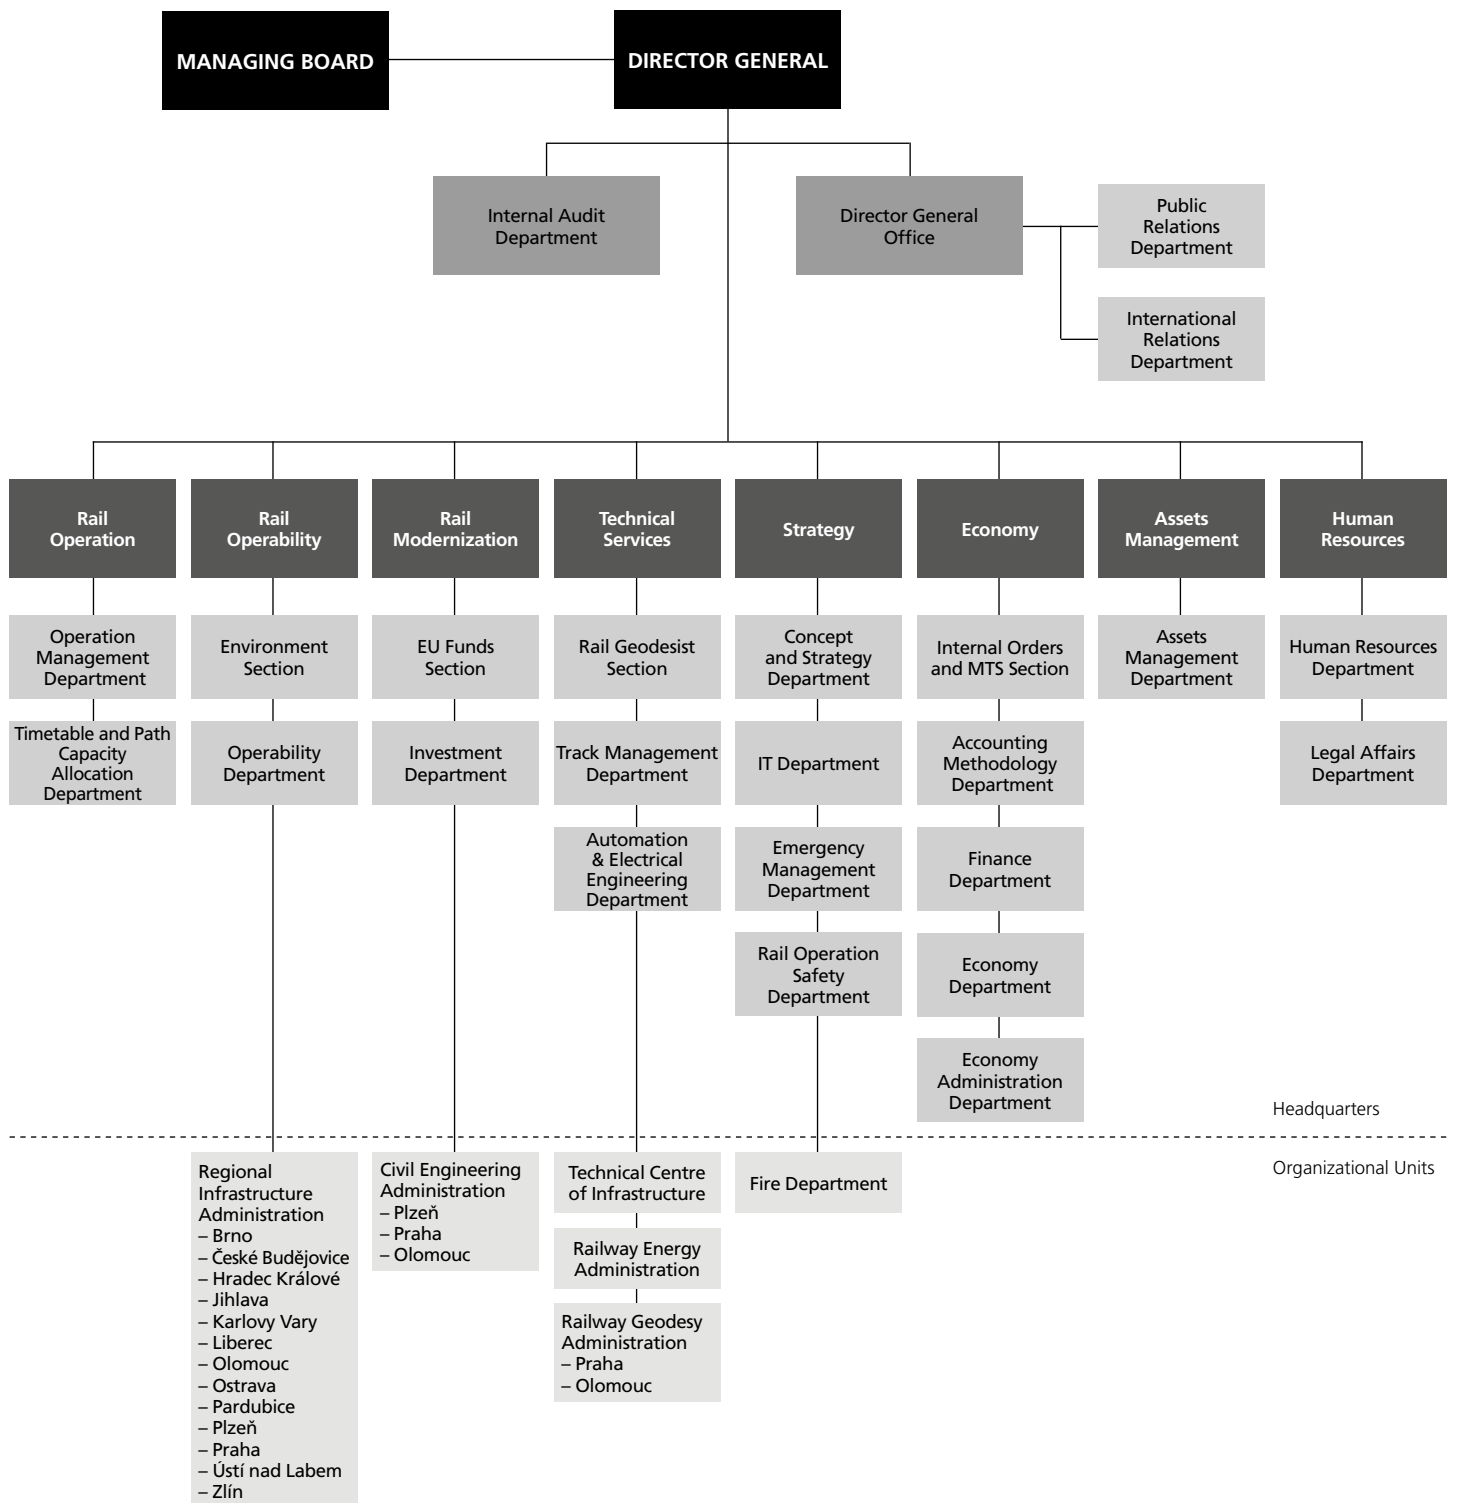 MANAGING BOARD
DIRECTOR GENERAL
Internal Audit
Department
Director General
Office
Public
Relations
Department
International
Relations
Department
Rail
Operation
Rail
Operability
Rail
Modernization
Technical
Services
Strategy
Economy
Assets
Management
Human
Resources
Operation
Management
Department
Environment
Section
EU Funds
Section
Rail Geodesist
Section
Concept
and Strategy
Department
Internal Orders
and MTS Section
Assets
Management
Department
Human Resources
Department
Timetable and Path
Capacity
Allocation
Department
Operability
Department
Investment
Department
Track Management
Department
IT Department
Accounting
Methodology
Department
Legal Affairs
Department
Automation
& Electrical
Engineering
Department
Emergency
Management
Department
Finance
Department
Rail Operation
Safety
Department
Economy
Department
Economy
Administration
Department
Headquarters
Organizational Units
Regional
Infrastructure
Administration
– Brno
– České Budějovice
– Hradec Králové
– Jihlava
– Karlovy Vary
– Liberec
– Olomouc
– Ostrava
– Pardubice
– Plzeň
– Praha
– Ústí nad Labem
– Zlín
Civil Engineering
Administration
– Plzeň
– Praha
– Olomouc
Technical Centre
of Infrastructure
Railway Energy
Administration
Railway Geodesy
Administration
– Praha
– Olomouc
Fire Department